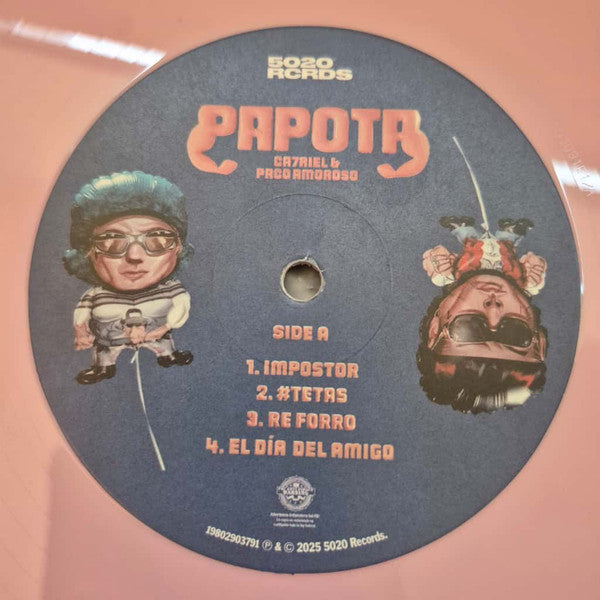 5020
RCRDS
PAPOTA
CA7RIEL &
PACO AMOROSO
SIDE A
1. IMPOSTOR
2. #TETAS
3. RE FORRO
4. EL DÍA DEL AMIGO
19802903791 ℗ & © 2025 5020 Records.